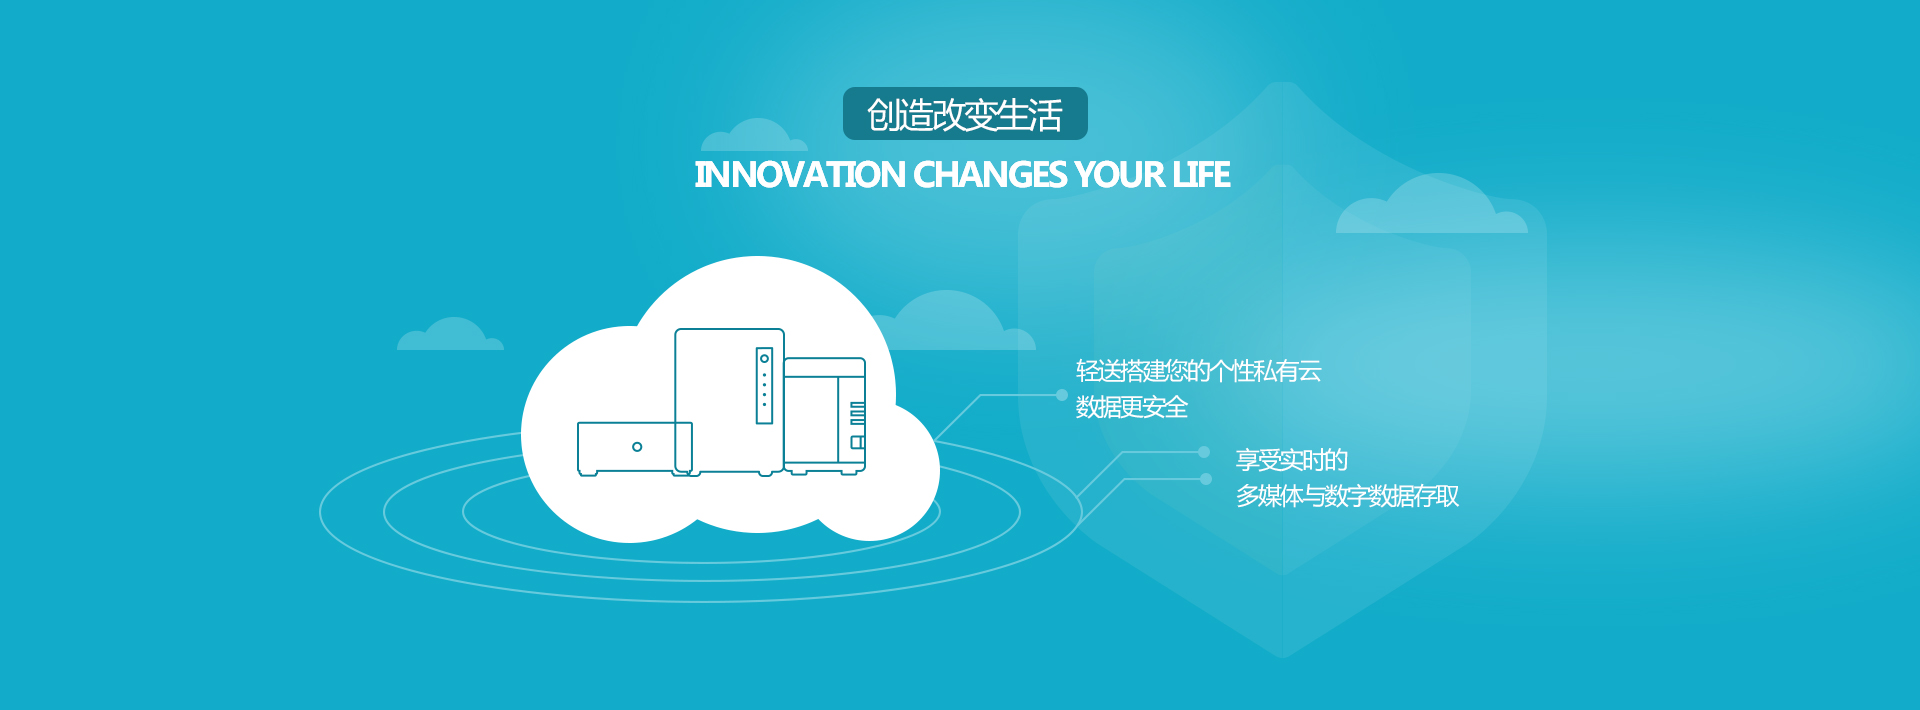 创造改变生活
INNOVATION CHANGES YOUR LIFE
轻送搭建您的个性私有云
数据更安全
享受实时的
多媒体与数字数据存取